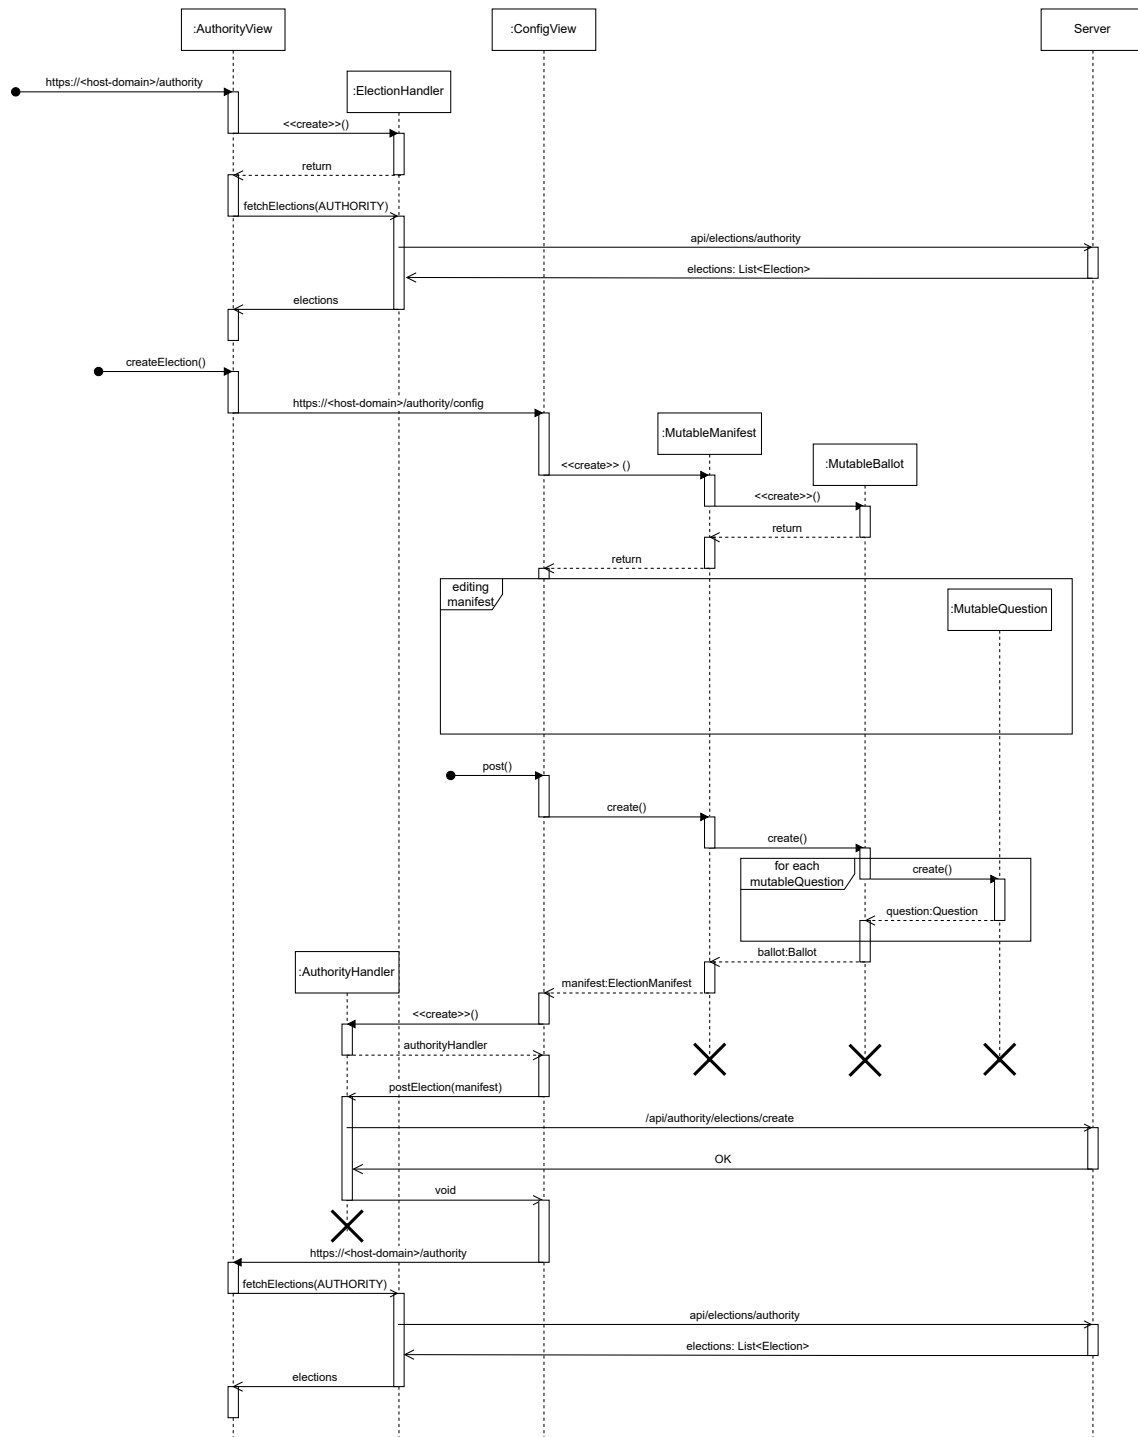 :AuthorityView
:ConfigView
Server
https://<host-domain>/authority
:ElectionHandler
<<create>>()
return
fetchElections(AUTHORITY)
api/elections/authority
elections: List<Election>
elections
createElection()
https://<host-domain>/authority/config
:MutableManifest
:MutableBallot
<<create>> ()
<<create>>()
return
return
editing
manifest
:MutableQuestion
post()
create()
create()
for each
mutableQuestion
create()
question:Question
ballot:Ballot
:AuthorityHandler
manifest:ElectionManifest
<<create>>()
authorityHandler
postElection(manifest)
/api/authority/elections/create
OK
void
https://<host-domain>/authority
fetchElections(AUTHORITY)
api/elections/authority
elections: List<Election>
elections